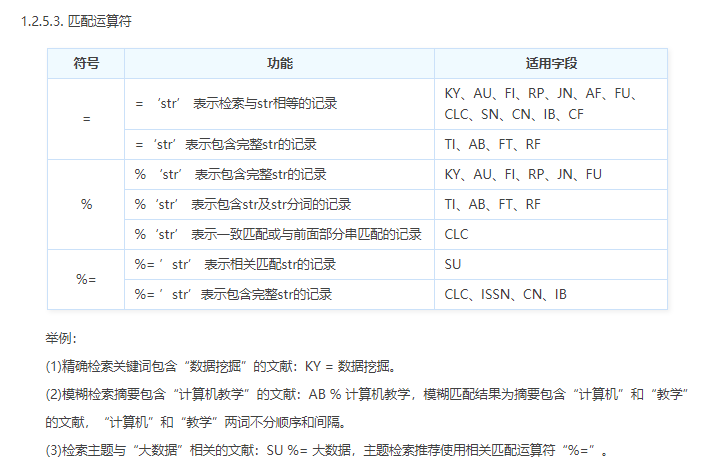 1.2.5.3. 匹配运算符
符号 功能 适用字段
= = ‘str’ 表示检索与str相等的记录 KY、AU、FI、RP、JN、AF、FU、
CLC、SN、CN、IB、CF
=‘str’表示包含完整str的记录 TI、AB、FT、RF
% % ‘str’ 表示包含完整str的记录 KY、AU、FI、RP、JN、FU
%‘str’表示包含str及str分词的记录 TI、AB、FT、RF
%‘str’表示一致匹配或与前面部分串匹配的记录 CLC
%= %= ’str’ 表示相关匹配str的记录 SU
%= ’str’表示包含完整str的记录 CLC、ISSN、CN、IB
举例：
(1)精确检索关键词包含“数据挖掘”的文献：KY = 数据挖掘。
(2)模糊检索摘要包含“计算机教学”的文献：AB % 计算机教学，模糊匹配结果为摘要包含“计算机”和“教学”
的文献，“计算机”和“教学”两词不分顺序和间隔。
(3)检索主题与“大数据”相关的文献：SU %= 大数据，主题检索推荐使用相关匹配运算符“%=”。